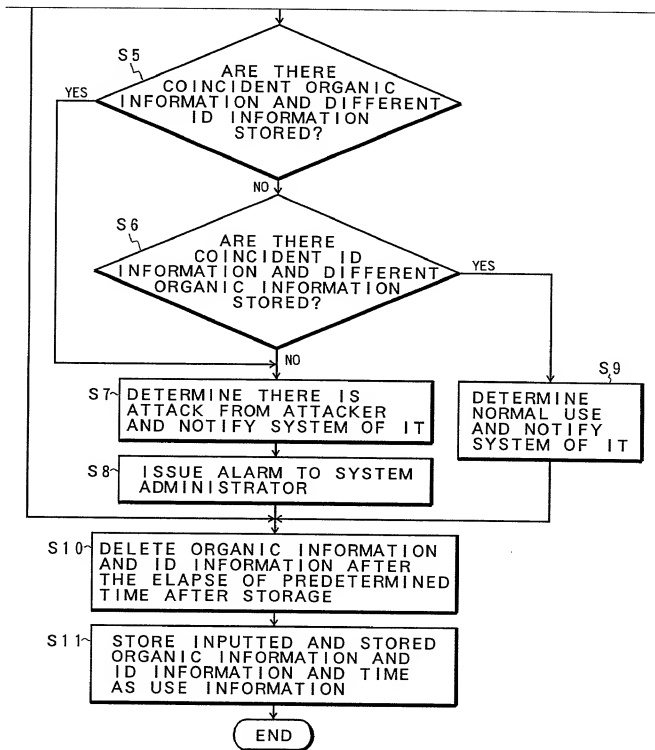 S5
ARE THERE
COINCIDENT ORGANIC
INFORMATION AND DIFFERENT
ID INFORMATION
STORED?
YES
NO
S6
ARE THERE
COINCIDENT ID
INFORMATION AND DIFFERENT
ORGANIC INFORMATION
STORED?
YES
NO
S7
DETERMINE THERE IS
ATTACK FROM ATTACKER
AND NOTIFY SYSTEM OF IT
S9
DETERMINE
NORMAL USE
AND NOTIFY
SYSTEM OF IT
S8
ISSUE ALARM TO SYSTEM
ADMINISTRATOR
S10
DELETE ORGANIC INFORMATION
AND ID INFORMATION AFTER
THE ELAPSE OF PREDETERMINED
TIME AFTER STORAGE
S11
STORE INPUTTED AND STORED
ORGANIC INFORMATION AND
ID INFORMATION AND TIME
AS USE INFORMATION
END